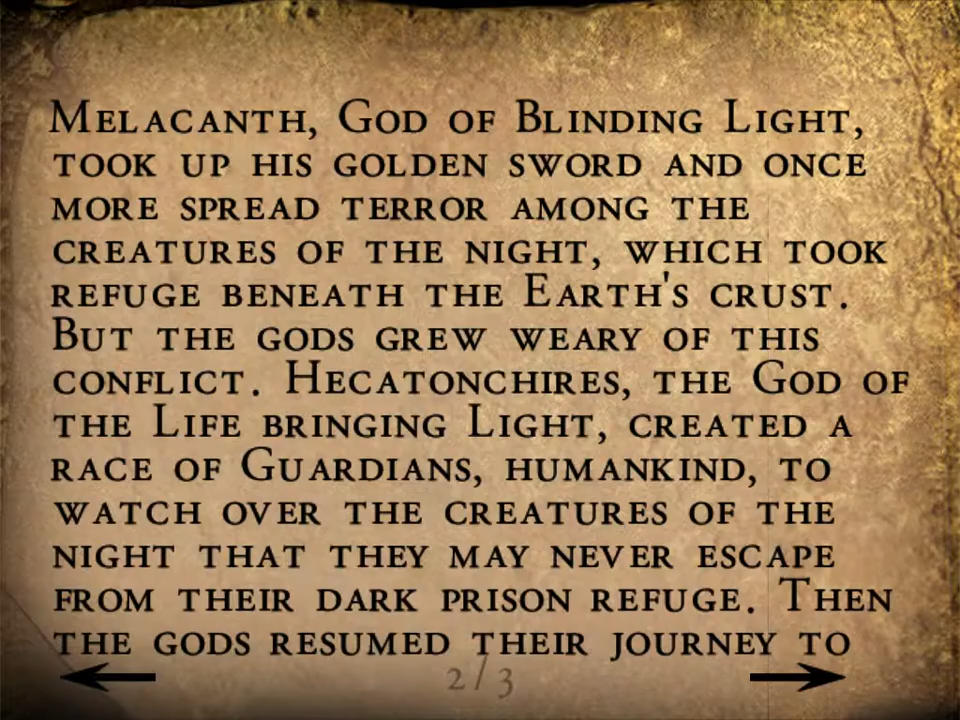 Melacanth, God of Blinding Light,
took up his golden sword and once
more spread terror among the
creatures of the night, which took
refuge beneath the Earth's crust.
But the gods grew weary of this
conflict. Hecatonchires, the God of
the Life bringing Light, created a
race of Guardians, humankind, to
watch over the creatures of the
night that they may never escape
from their dark prison refuge. Then
the gods resumed their journey to
2/3